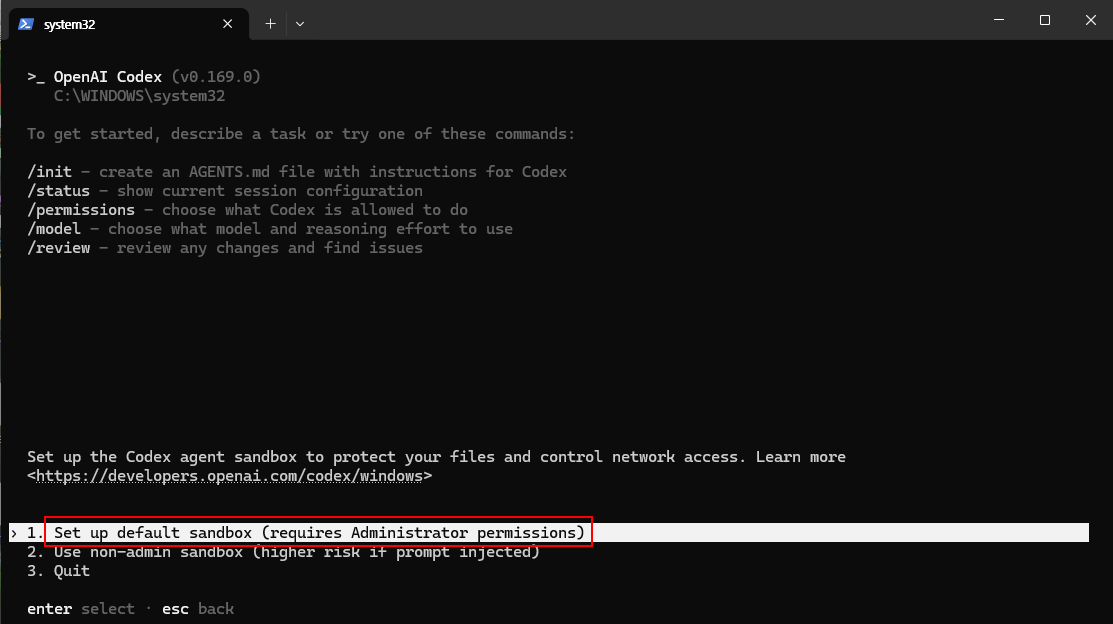 system32
>_ OpenAI Codex (v0.169.0)
C:\WINDOWS\system32
To get started, describe a task or try one of these commands:
/init - create an AGENTS.md file with instructions for Codex
/status - show current session configuration
/permissions - choose what Codex is allowed to do
/model - choose what model and reasoning effort to use
/review - review any changes and find issues
Set up the Codex agent sandbox to protect your files and control network access. Learn more
<https://developers.openai.com/codex/windows>
› 1. Set up default sandbox (requires Administrator permissions)
2. Use non-admin sandbox (higher risk if prompt injected)
3. Quit
enter select · esc back